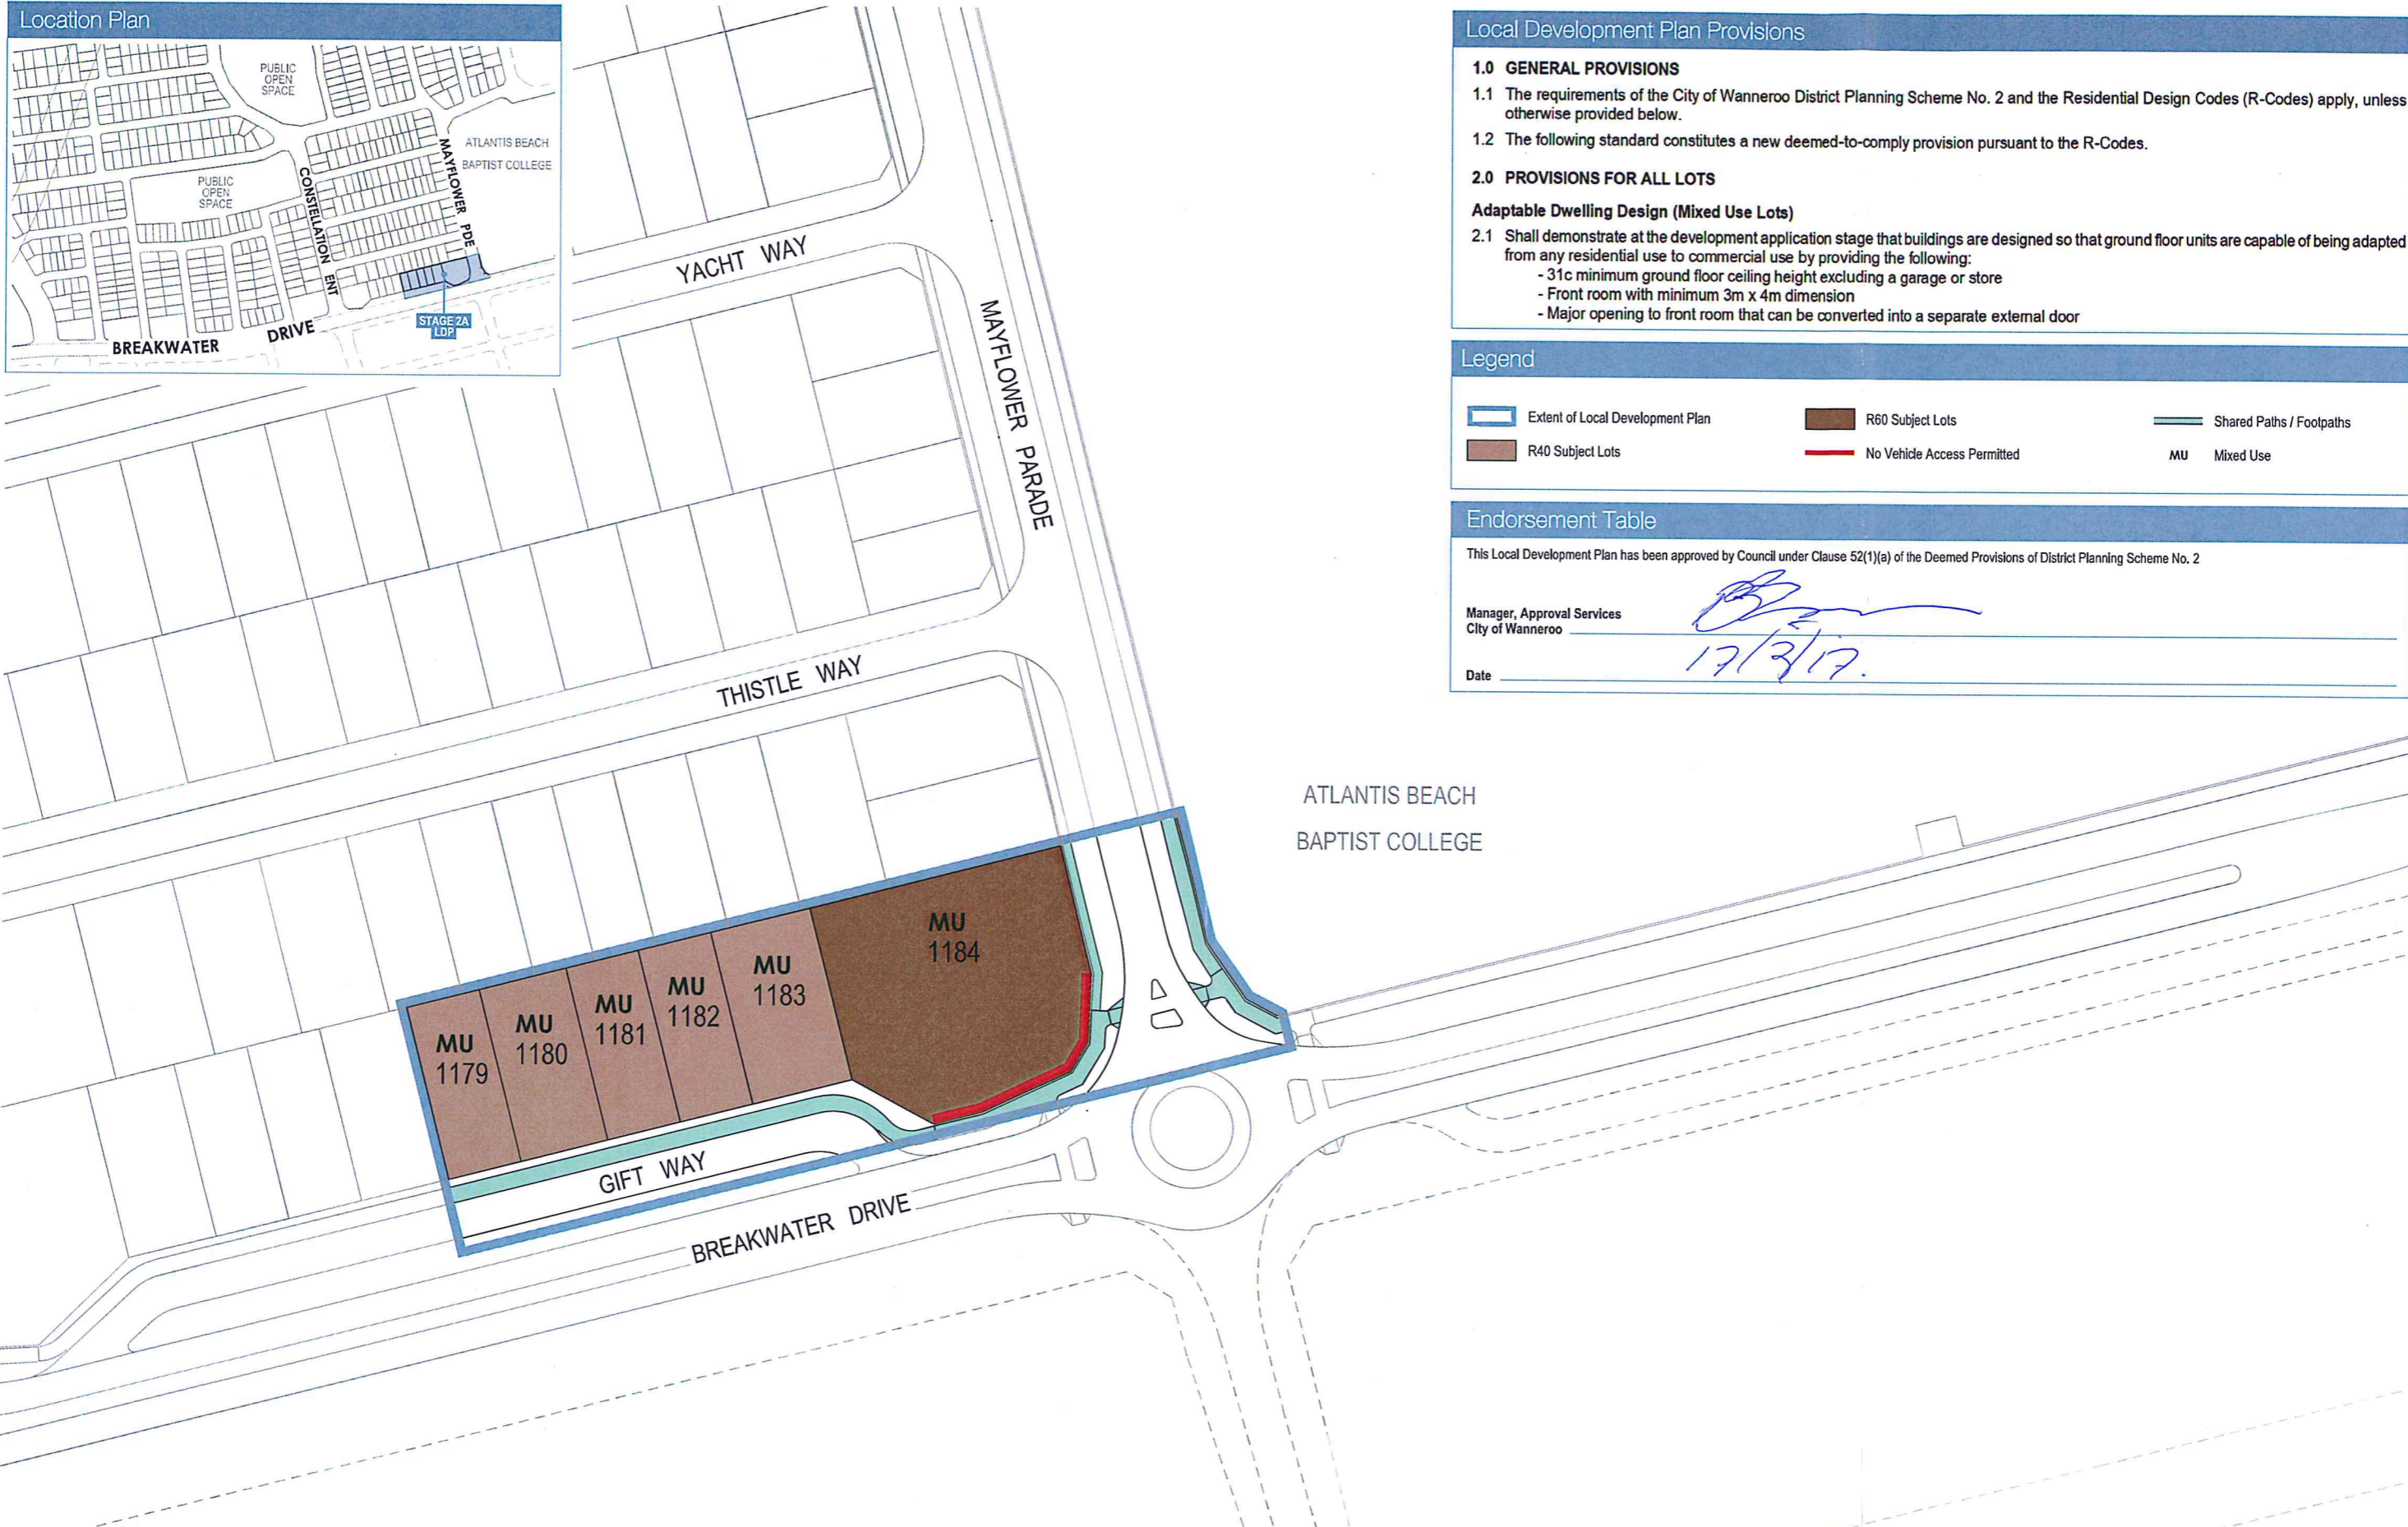 Location Plan
PUBLIC
OPEN
SPACE
ATLANTIS BEACH
BAPTIST COLLEGE
MAYFLOWER PDE
PUBLIC
OPEN
SPACE
CONSTELLATION ENT
STAGE 2A
LDP
BREAKWATER DRIVE
Local Development Plan Provisions
1.0 GENERAL PROVISIONS
1.1 The requirements of the City of Wanneroo District Planning Scheme No. 2 and the Residential Design Codes (R-Codes) apply, unless
otherwise provided below.
1.2 The following standard constitutes a new deemed-to-comply provision pursuant to the R-Codes.
2.0 PROVISIONS FOR ALL LOTS
Adaptable Dwelling Design (Mixed Use Lots)
2.1 Shall demonstrate at the development application stage that buildings are designed so that ground floor units are capable of being adapted
from any residential use to commercial use by providing the following:
- 31c minimum ground floor ceiling height excluding a garage or store
- Front room with minimum 3m x 4m dimension
- Major opening to front room that can be converted into a separate external door
Legend
Extent of Local Development Plan
R60 Subject Lots
Shared Paths / Footpaths
R40 Subject Lots
No Vehicle Access Permitted
MU Mixed Use
Endorsement Table
This Local Development Plan has been approved by Council under Clause 52(1)(a) of the Deemed Provisions of District Planning Scheme No. 2
Manager, Approval Services
City of Wanneroo
Date 17/3/17.
YACHT WAY
MAYFLOWER PARADE
THISTLE WAY
ATLANTIS BEACH
BAPTIST COLLEGE
MU
1184
MU
1183
MU
1182
MU
1181
MU
1180
MU
1179
GIFT WAY
BREAKWATER DRIVE